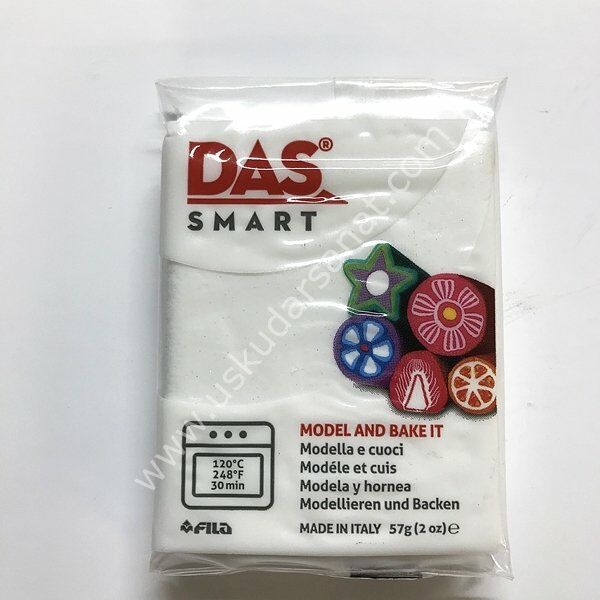 DAS®
SMART
www.uskudarsanat.com
MODEL AND BAKE IT
Modella e cuoci
Modéle et cuis
Modela y hornea
Modellieren und Backen
120°C
248°F
30 min
FILA
MADE IN ITALY 57g (2 oz) ℮